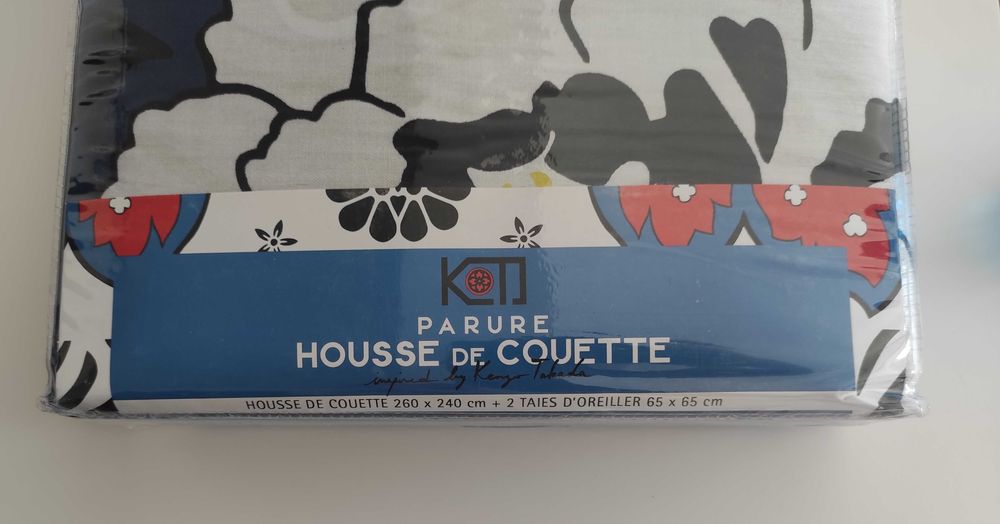 KOTJ
PARURE
HOUSSE DE COUETTE
inspired by Kenzo Takada
HOUSSE DE COUETTE 260 x 240 cm + 2 TAIES D'OREILLER 65 x 65 cm